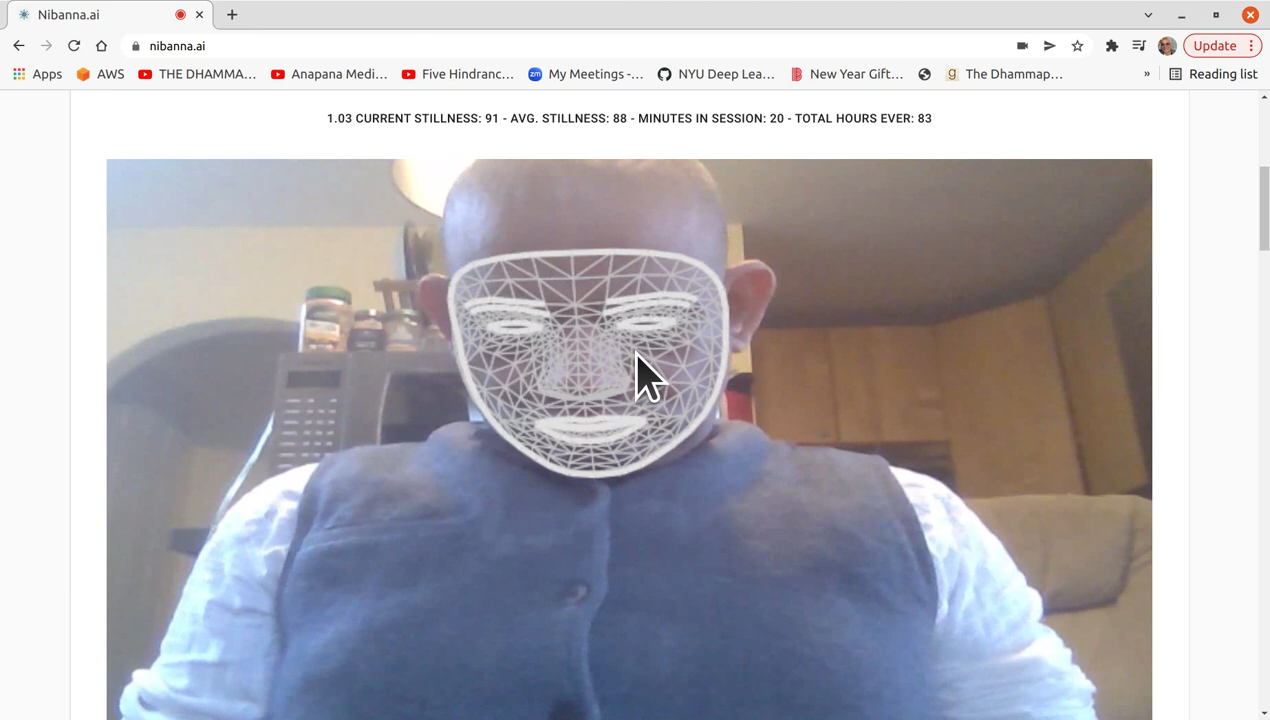 Nibanna.ai
nibanna.ai
Update
Apps
AWS
THE DHAMMA...
Anapana Medi...
Five Hindranc...
zm
My Meetings -...
NYU Deep Lea...
New Year Gift...
g
The Dhammap...
»
Reading list
1.03 CURRENT STILLNESS: 91 - AVG. STILLNESS: 88 - MINUTES IN SESSION: 20 - TOTAL HOURS EVER: 83